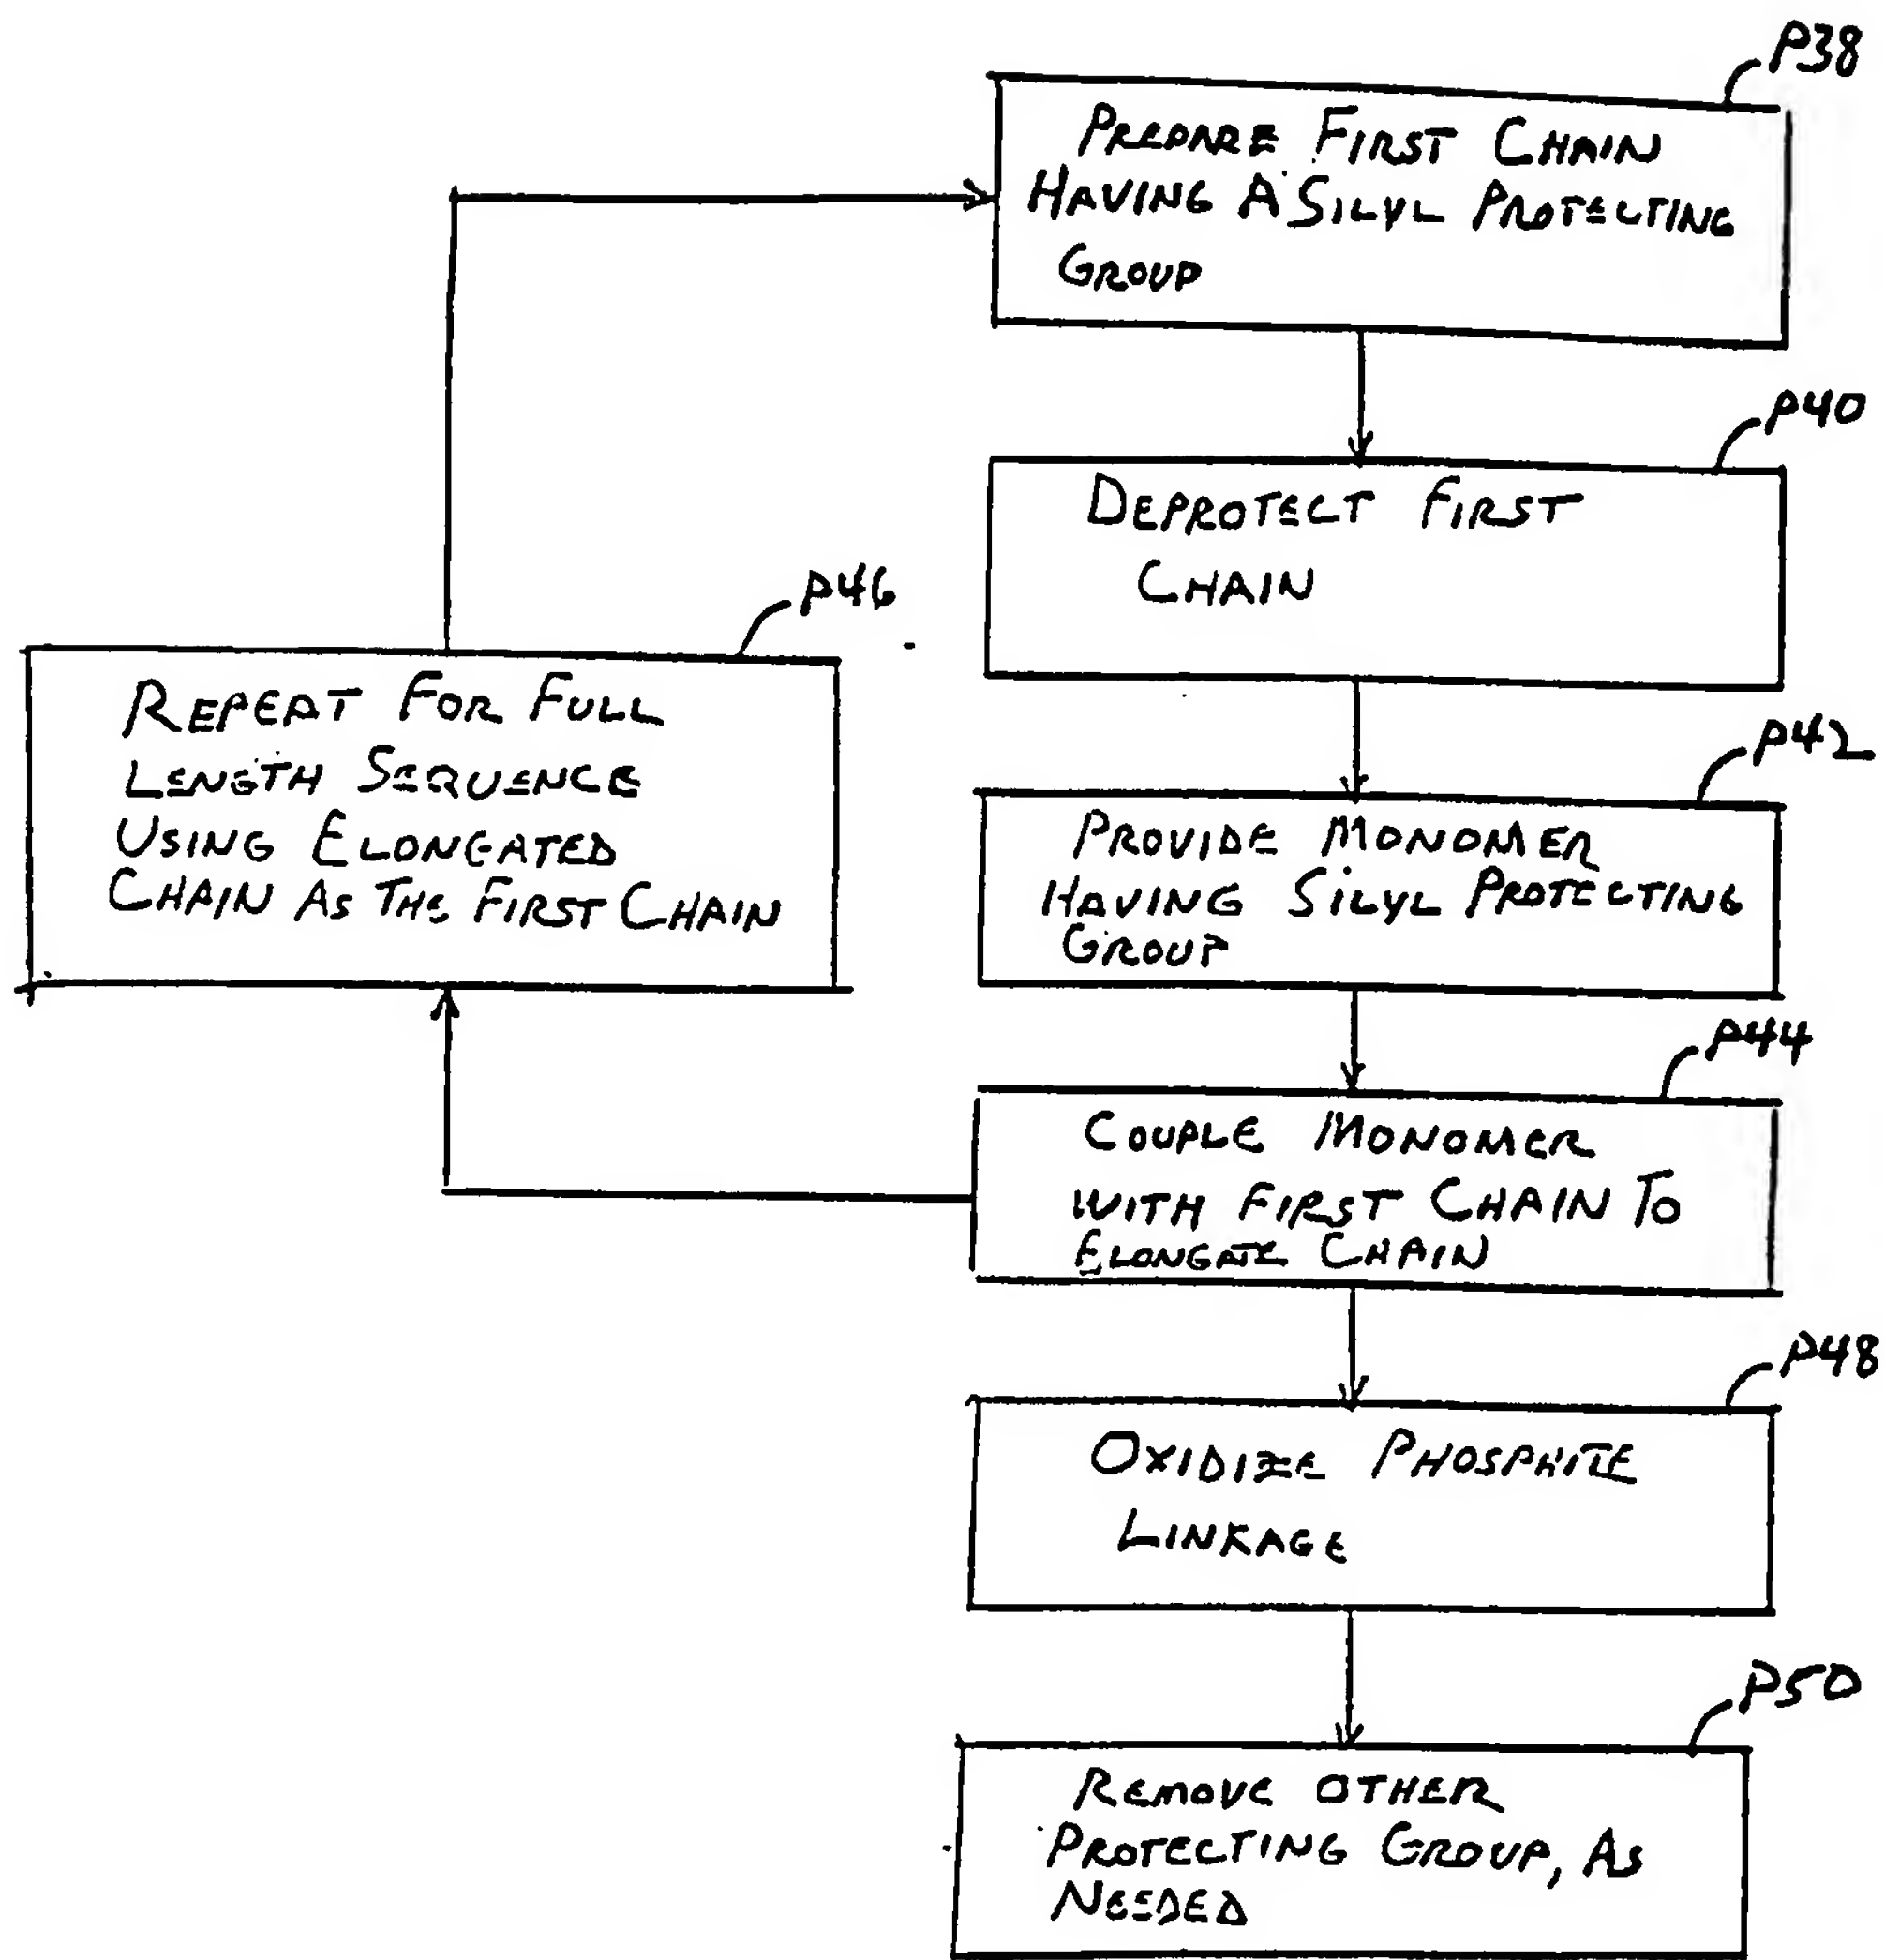 P38
PREPARE FIRST CHAIN
HAVING A SILYL PROTECTING
GROUP
P40
DEPROTECT FIRST
CHAIN
P46
REPEAT FOR FULL
LENGTH SEQUENCE
USING ELONGATED
CHAIN AS THE FIRST CHAIN
P42
PROVIDE MONOMER
HAVING SILYL PROTECTING
GROUP
P44
COUPLE MONOMER
WITH FIRST CHAIN TO
ELONGATE CHAIN
P48
OXIDIZE PHOSPHITE
LINKAGE
P50
REMOVE OTHER
PROTECTING GROUP, AS
NEEDED